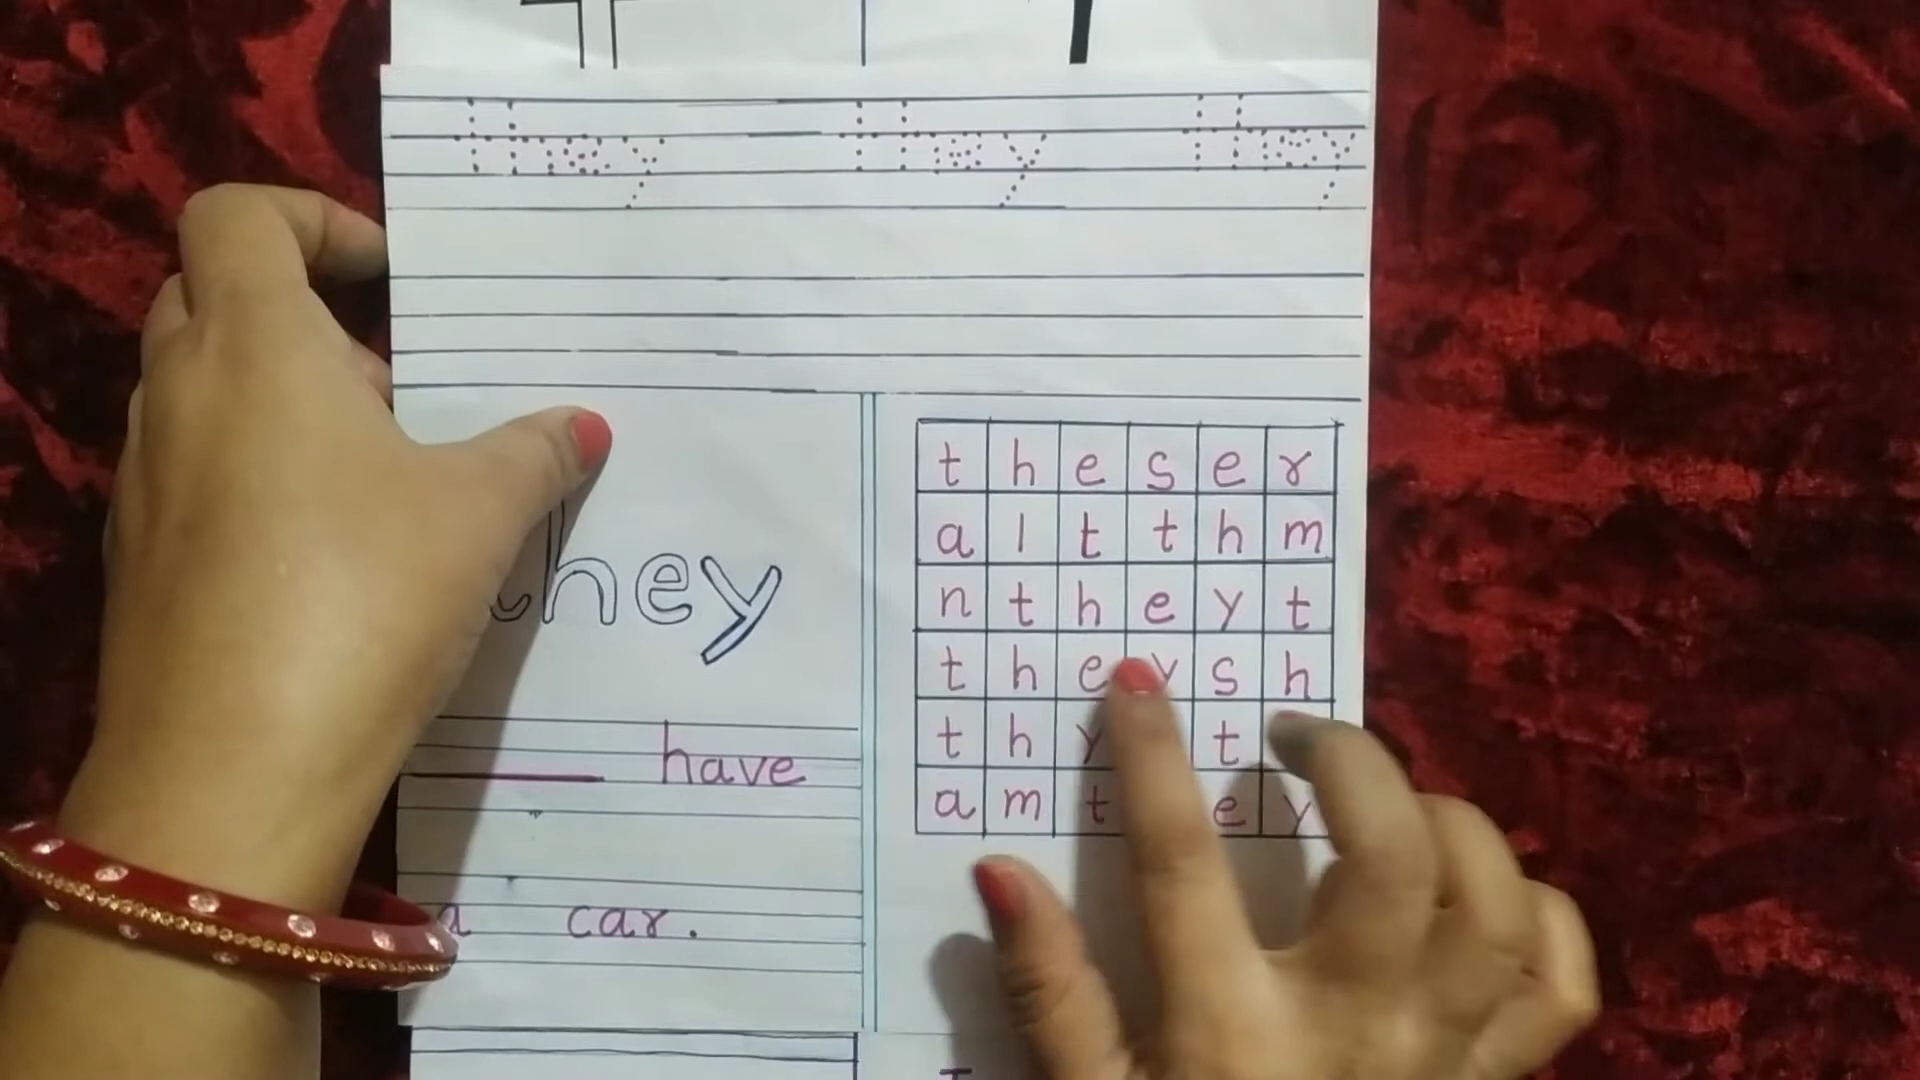 they they they
they
have
a car.
t h e s e r
a l t t h m
n t h e y t
t h e y s h
t h y t
a m t e y